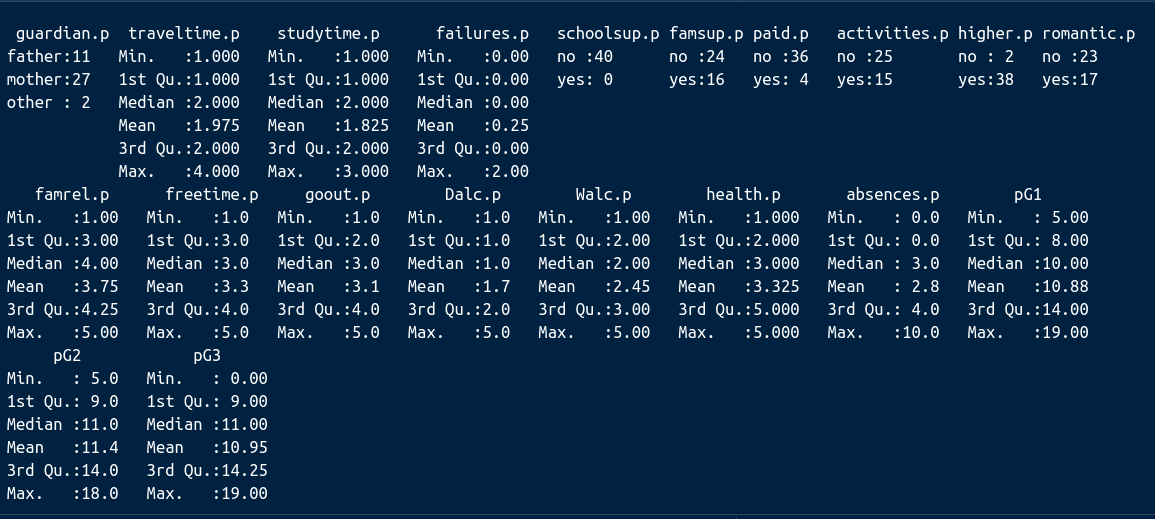 guardian.p  traveltime.p    studytime.p      failures.p   schoolsup.p famsup.p paid.p   activities.p higher.p romantic.p
father:11   Min.   :1.000   Min.   :1.000   Min.   :0.00   no :40      no :24   no :36   no :25       no : 2   no :23
mother:27   1st Qu.:1.000   1st Qu.:1.000   1st Qu.:0.00   yes: 0      yes:16   yes: 4   yes:15       yes:38   yes:17
other : 2   Median :2.000   Median :2.000   Median :0.00
            Mean   :1.975   Mean   :1.825   Mean   :0.25
            3rd Qu.:2.000   3rd Qu.:2.000   3rd Qu.:0.00
            Max.   :4.000   Max.   :3.000   Max.   :2.00
   famrel.p      freetime.p     goout.p        Dalc.p        Walc.p        health.p       absences.p        pG1
Min.   :1.00   Min.   :1.0   Min.   :1.0   Min.   :1.0   Min.   :1.00   Min.   :1.000   Min.   : 0.0   Min.   : 5.00
1st Qu.:3.00   1st Qu.:3.0   1st Qu.:2.0   1st Qu.:1.0   1st Qu.:2.00   1st Qu.:2.000   1st Qu.: 0.0   1st Qu.: 8.00
Median :4.00   Median :3.0   Median :3.0   Median :1.0   Median :2.00   Median :3.000   Median : 3.0   Median :10.00
Mean   :3.75   Mean   :3.3   Mean   :3.1   Mean   :1.7   Mean   :2.45   Mean   :3.325   Mean   : 2.8   Mean   :10.88
3rd Qu.:4.25   3rd Qu.:4.0   3rd Qu.:4.0   3rd Qu.:2.0   3rd Qu.:3.00   3rd Qu.:5.000   3rd Qu.: 4.0   3rd Qu.:14.00
Max.   :5.00   Max.   :5.0   Max.   :5.0   Max.   :5.0   Max.   :5.00   Max.   :5.000   Max.   :10.0   Max.   :19.00
     pG2            pG3
Min.   : 5.0   Min.   : 0.00
1st Qu.: 9.0   1st Qu.: 9.00
Median :11.0   Median :11.00
Mean   :11.4   Mean   :10.95
3rd Qu.:14.0   3rd Qu.:14.25
Max.   :18.0   Max.   :19.00